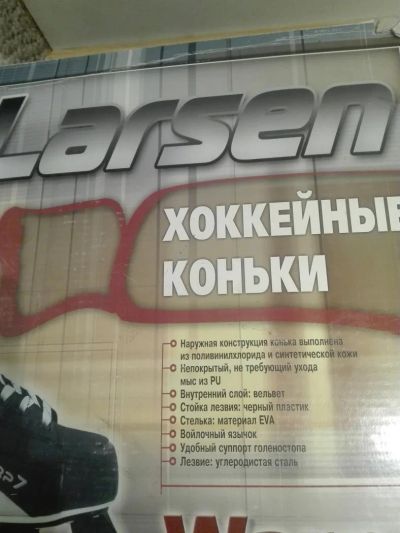 Larsen
ХОККЕЙНЫЕ
КОНЬКИ
Наружная конструкция конька выполнена
из поливинилхлорида и синтетической кожи
Непокрытый, не требующий ухода
мыс из PU
Внутренний слой: вельвет
Стойка лезвия: черный пластик
Стелька: материал EVA
Войлочный язычок
Удобный суппорт голеностопа
Лезвие: углеродистая сталь